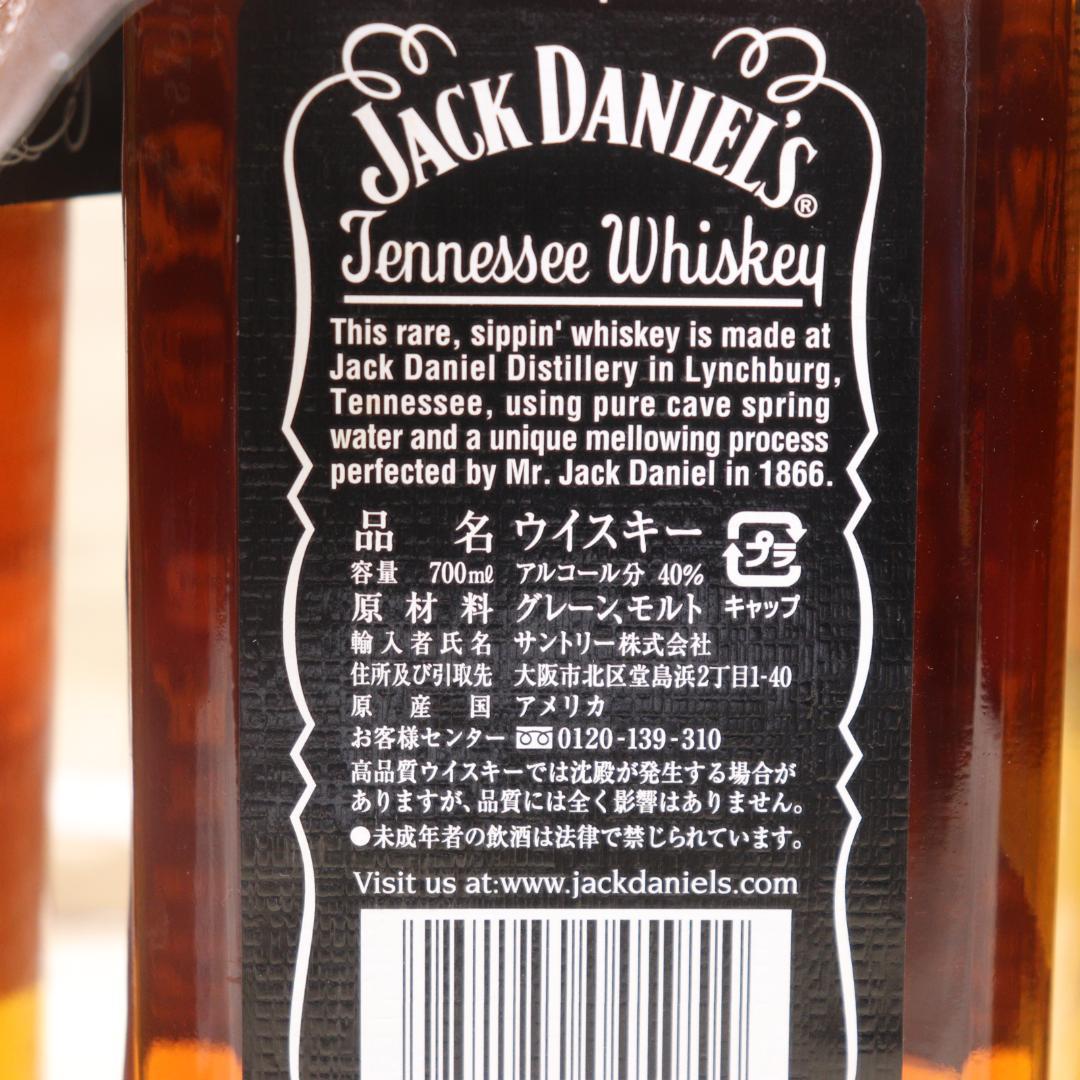 JACK DANIEL'S®
Tennessee Whiskey
This rare, sippin' whiskey is made at
Jack Daniel Distillery in Lynchburg,
Tennessee, using pure cave spring
water and a unique mellowing process
perfected by Mr. Jack Daniel in 1866.
品名 ウイスキー プラ
容量 700mℓ アルコール分 40%
原材料 グレーン、モルト キャップ
輸入者氏名 サントリー株式会社
住所及び引取先 大阪市北区堂島浜2丁目1-40
原産国 アメリカ
お客様センター 0120-139-310
高品質ウイスキーでは沈殿が発生する場合が
ありますが、品質には全く影響はありません。
●未成年者の飲酒は法律で禁じられています。
Visit us at:www.jackdaniels.com